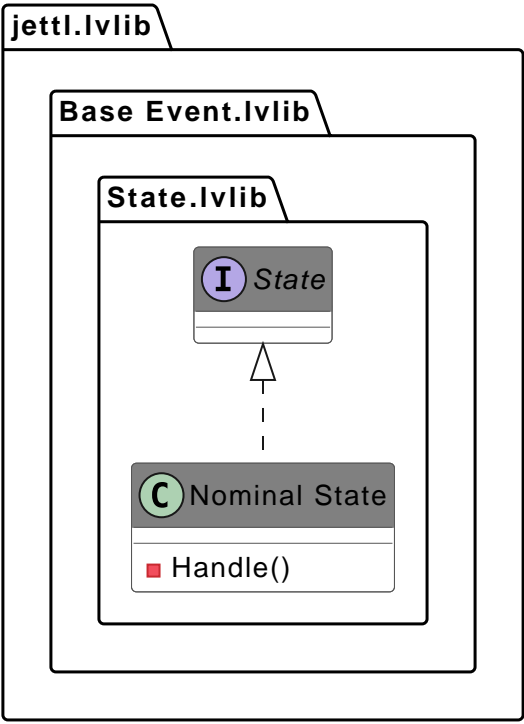 jettl.lvlib
Base Event.lvlib
State.lvlib
I State
C Nominal State
Handle()